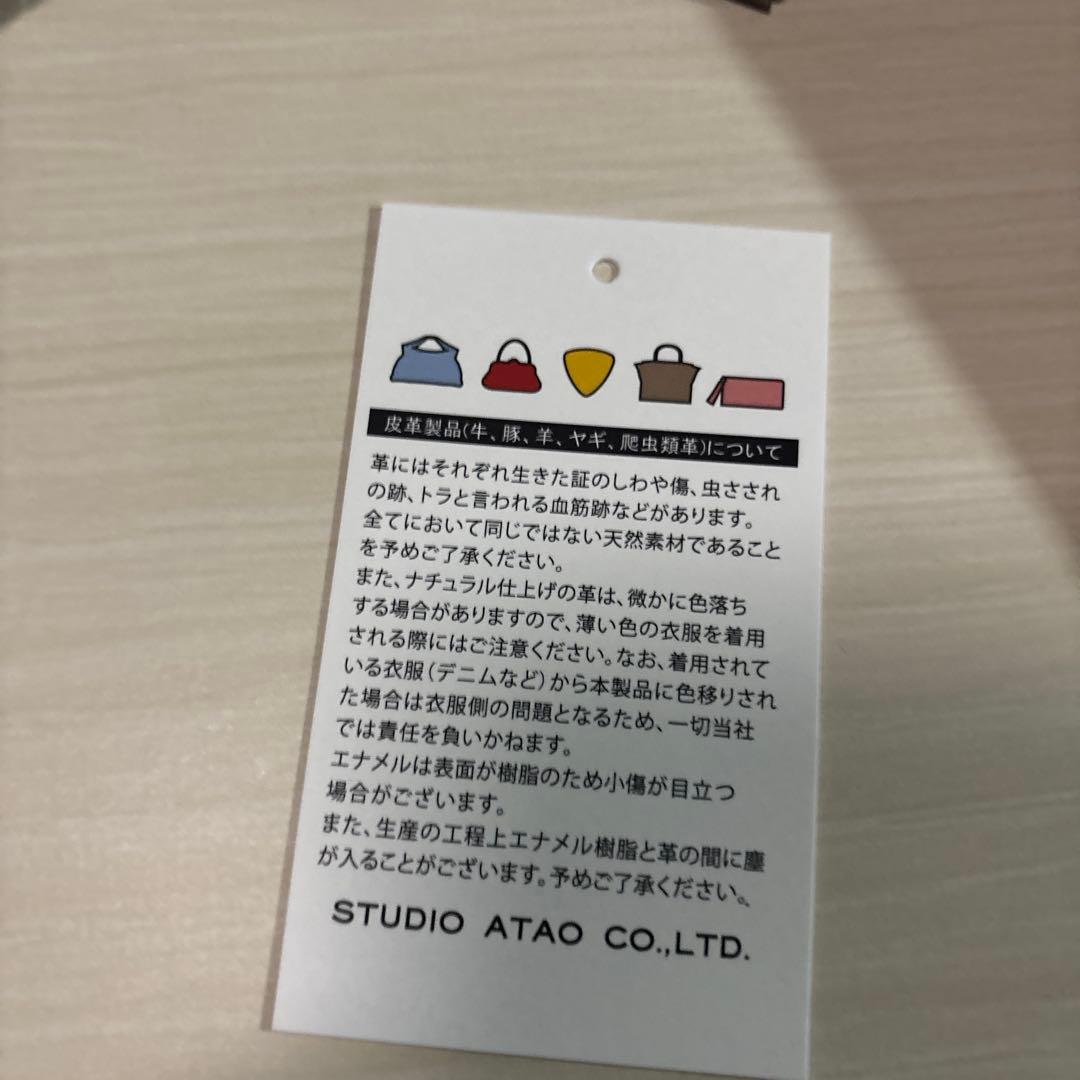 皮革製品(牛、豚、羊、ヤギ、爬虫類革)について
革にはそれぞれ生きた証のしわや傷、虫さされ
の跡、トラと言われる血筋跡などがあります。
全てにおいて同じではない天然素材であること
を予めご了承ください。
また、ナチュラル仕上げの革は、微かに色落ち
する場合がありますので、薄い色の衣服を着用
される際にはご注意ください。なお、着用されて
いる衣服(デニムなど)から本製品に色移りされ
た場合は衣服側の問題となるため、一切当社
では責任を負いかねます。
エナメルは表面が樹脂のため小傷が目立つ
場合がございます。
また、生産の工程上エナメル樹脂と革の間に塵
が入ることがございます。予めご了承ください。
STUDIO ATAO CO.,LTD.